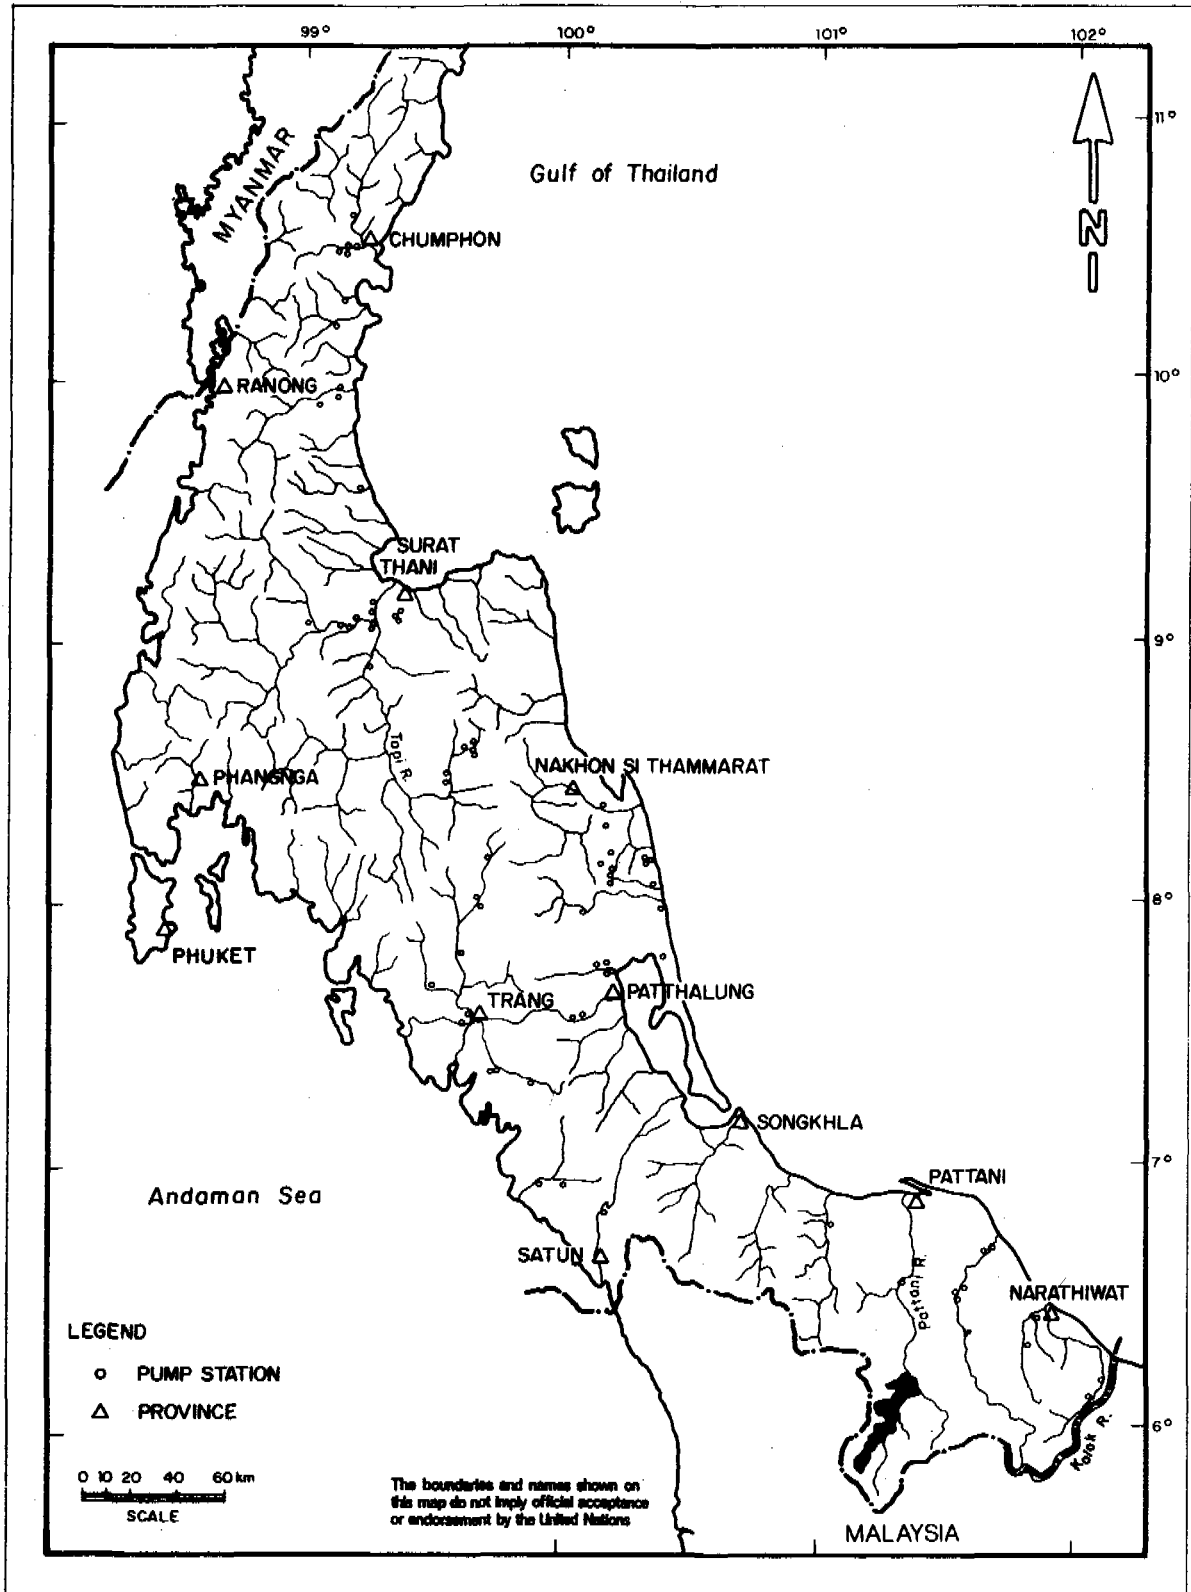 99° 100° 101° 102°
11°
Gulf of Thailand
MYANMAR
N
CHUMPHON
RANONG
10°
SURAT
THANI
9°
Tapi R.
NAKHON SI THAMMARAT
PHANGNGA
8°
PHUKET
TRANG
PATTHALUNG
SONGKHLA
7°
PATTANI
Andaman Sea
SATUN
Pattani R.
NARATHIWAT
LEGEND
PUMP STATION
PROVINCE
6°
Kolok R.
0 10 20 40 60 km
SCALE
The boundaries and names shown on
this map do not imply official acceptance
or endorsement by the United Nations
MALAYSIA